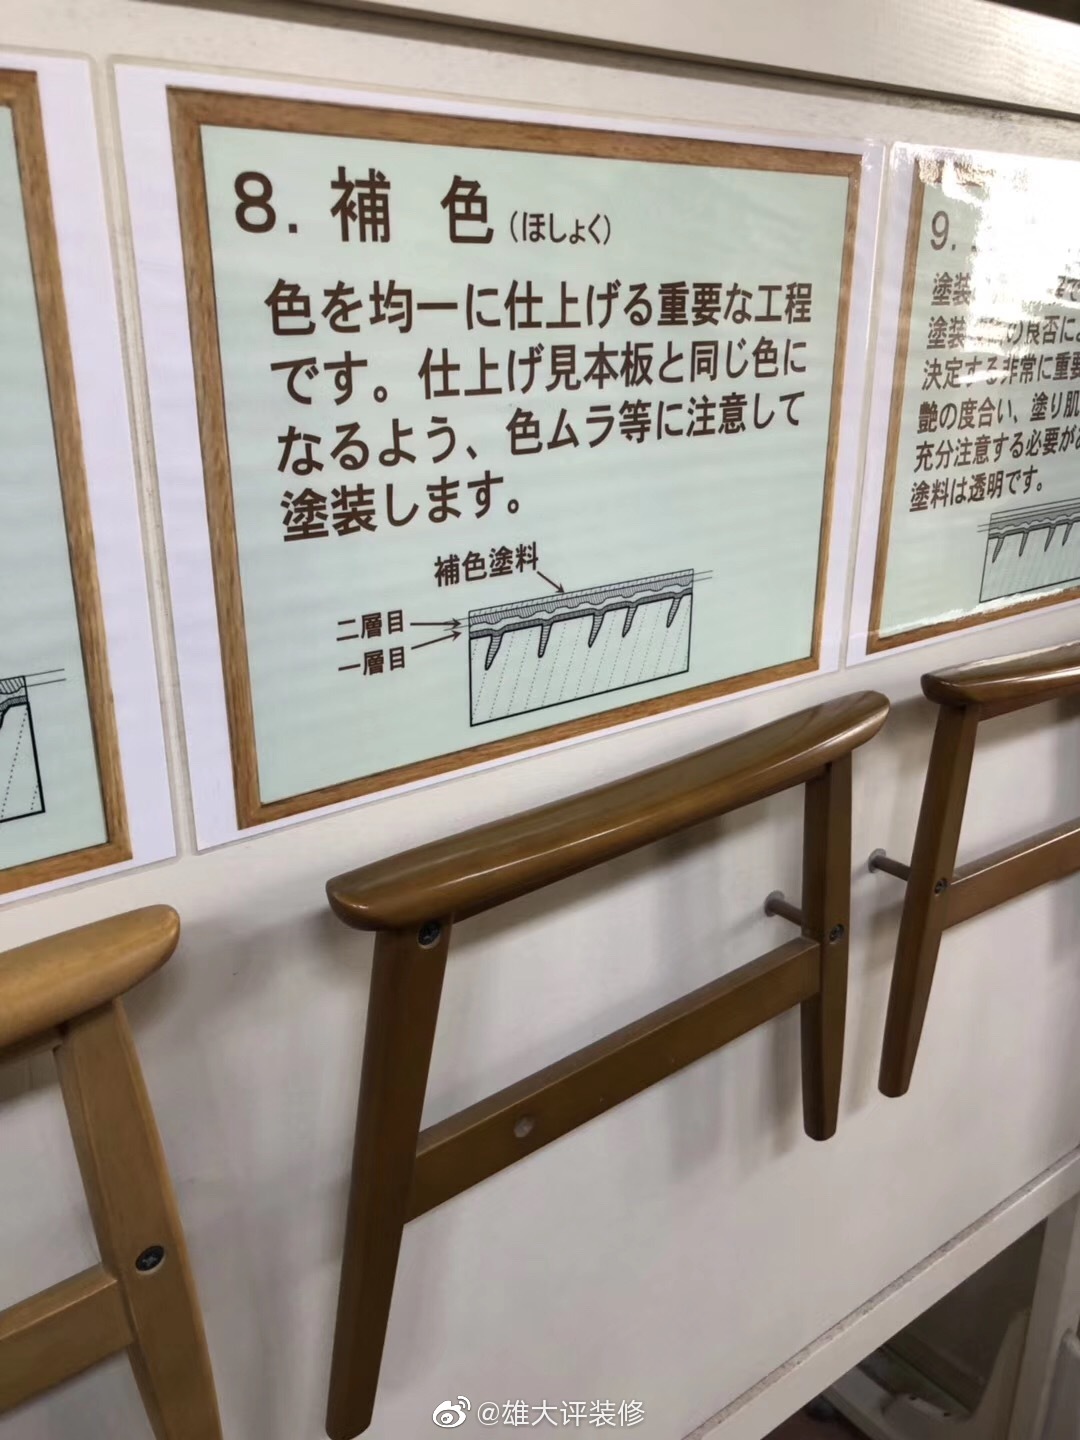 8. 補 色 (ほしょく)
色を均一に仕上げる重要な工程
です。仕上げ見本板と同じ色に
なるよう、色ムラ等に注意して
塗装します。
補色塗料
二層目
一層目
9.
塗装
塗装 の良否に
決定する非常に重要
艶の度合い、塗り肌
充分注意する必要が
塗料は透明です。
@雄大评装修